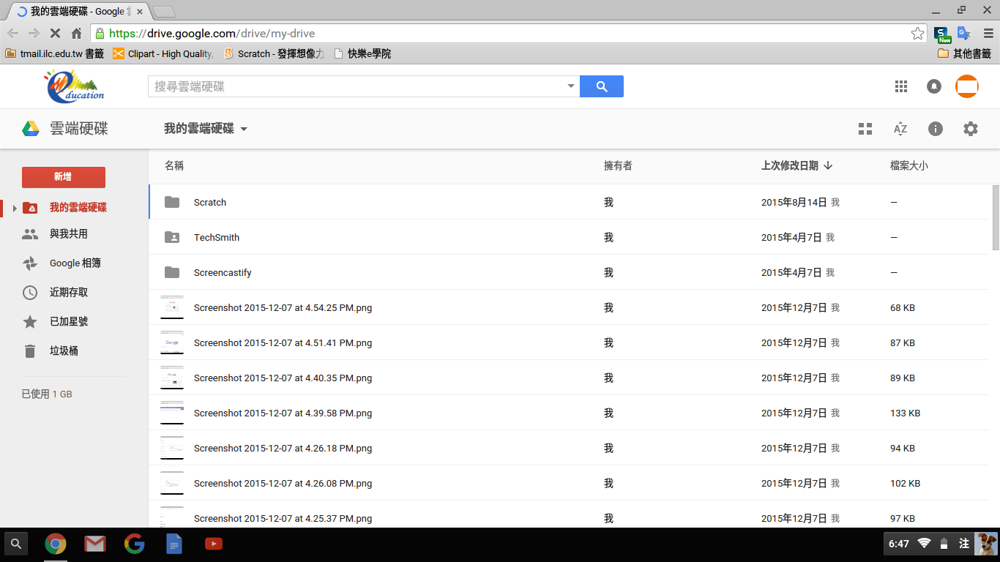 我的雲端硬碟 - Google
https://drive.google.com/drive/my-drive
New
tmail.ilc.edu.tw 書籤 Clipart - High Quality, Scratch - 發揮想像力 快樂e學院 其他書籤
ducation 搜尋雲端硬碟
雲端硬碟 我的雲端硬碟 AZ
名稱 擁有者 上次修改日期 檔案大小
新增
我的雲端硬碟
與我共用
Google 相簿
近期存取
已加星號
垃圾桶
已使用 1 GB
Scratch 我 2015年8月14日 我 —
TechSmith 我 2015年4月7日 我 —
Screencastify 我 2015年4月7日 我 —
Screenshot 2015-12-07 at 4.54.25 PM.png 我 2015年12月7日 我 68 KB
Screenshot 2015-12-07 at 4.51.41 PM.png 我 2015年12月7日 我 87 KB
Screenshot 2015-12-07 at 4.40.35 PM.png 我 2015年12月7日 我 89 KB
Screenshot 2015-12-07 at 4.39.58 PM.png 我 2015年12月7日 我 133 KB
Screenshot 2015-12-07 at 4.26.18 PM.png 我 2015年12月7日 我 94 KB
Screenshot 2015-12-07 at 4.26.08 PM.png 我 2015年12月7日 我 102 KB
Screenshot 2015-12-07 at 4.25.37 PM.png 我 2015年12月7日 我 97 KB
6:47 注